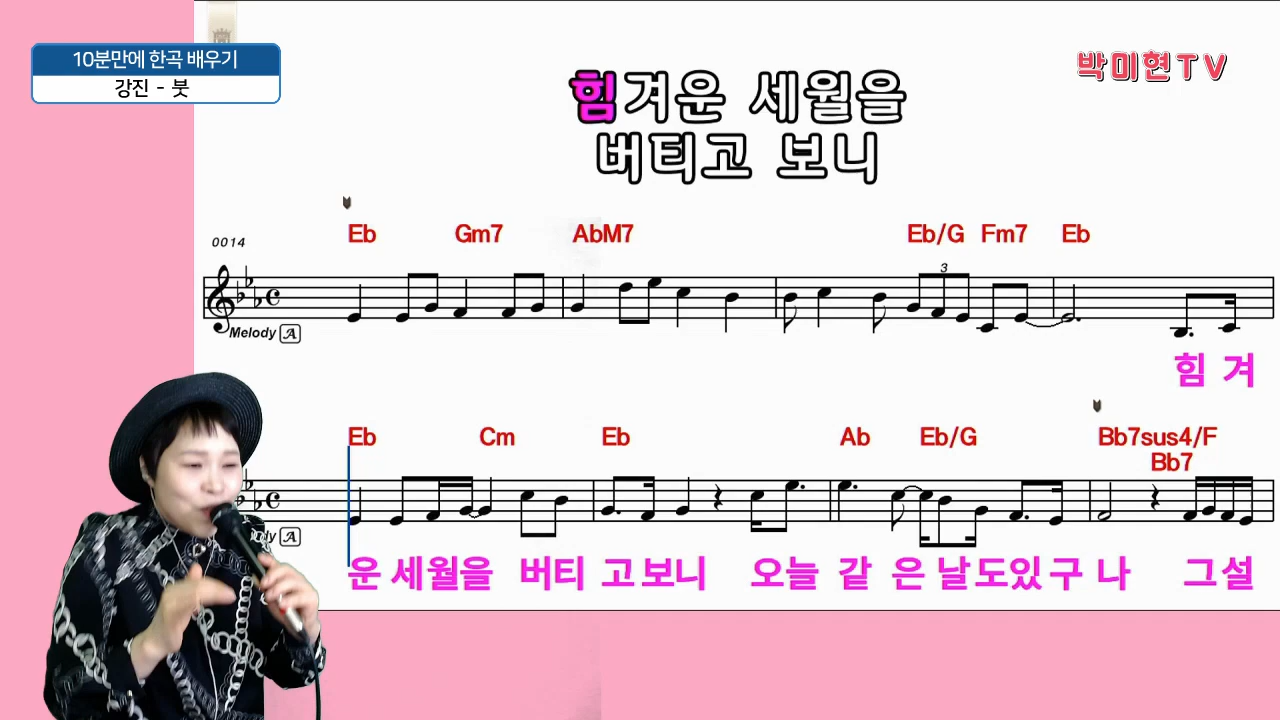 10분만에 한곡 배우기
강진 - 붓
박미현TV
힘겨운 세월을
버티고 보니
Eb Gm7 AbM7 Eb/G Fm7 Eb
0014
3
Melody A
힘 겨
Eb Cm Eb Ab Eb/G Bb7sus4/F
Bb7
dy A
운 세월을 버티 고보니 오늘 같 은 날도있구 나 그설